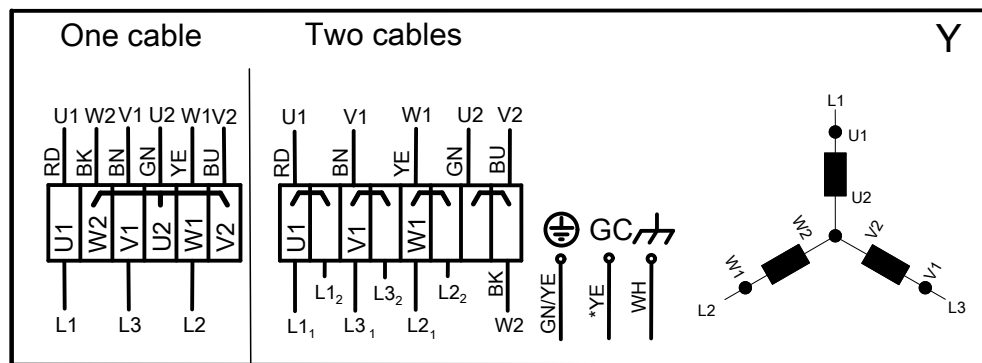 One cable
Two cables
Y
U1 W2 V1 U2 W1 V2
RD BK BN GN YE BU
U1 W2 V1 U2 W1 V2
L1 L3 L2
U1 V1 W1 U2 V2
RD BN YE GN BU
U1 V1 W1
L1₂ L3₂ L2₂ BK
L1₁ L3₁ L2₁ W2
GC
GN/YE *YE WH
L1
U1
U2
W2 V2
W1 V1
L2 L3